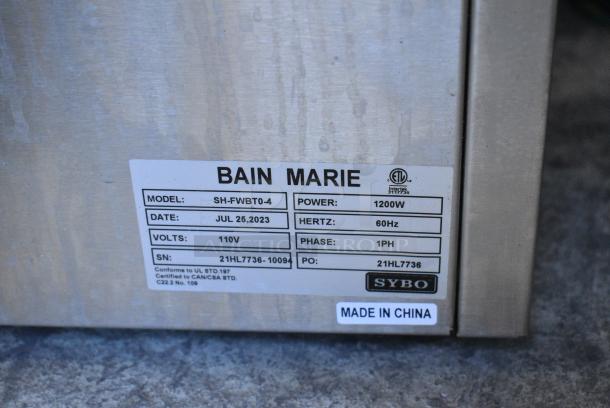 BAIN MARIE
ETL
Intertek
MODEL: SH-FWBT0-4 POWER: 1200W
DATE: JUL 25,2023 HERTZ: 60Hz
VOLTS: 110V PHASE: 1PH
SN: 21HL7736-10094 PO: 21HL7736
Conforms to UL STD.197
Certified to CAN/CSA STD.
C22.2 No. 109
SYBO
MADE IN CHINA